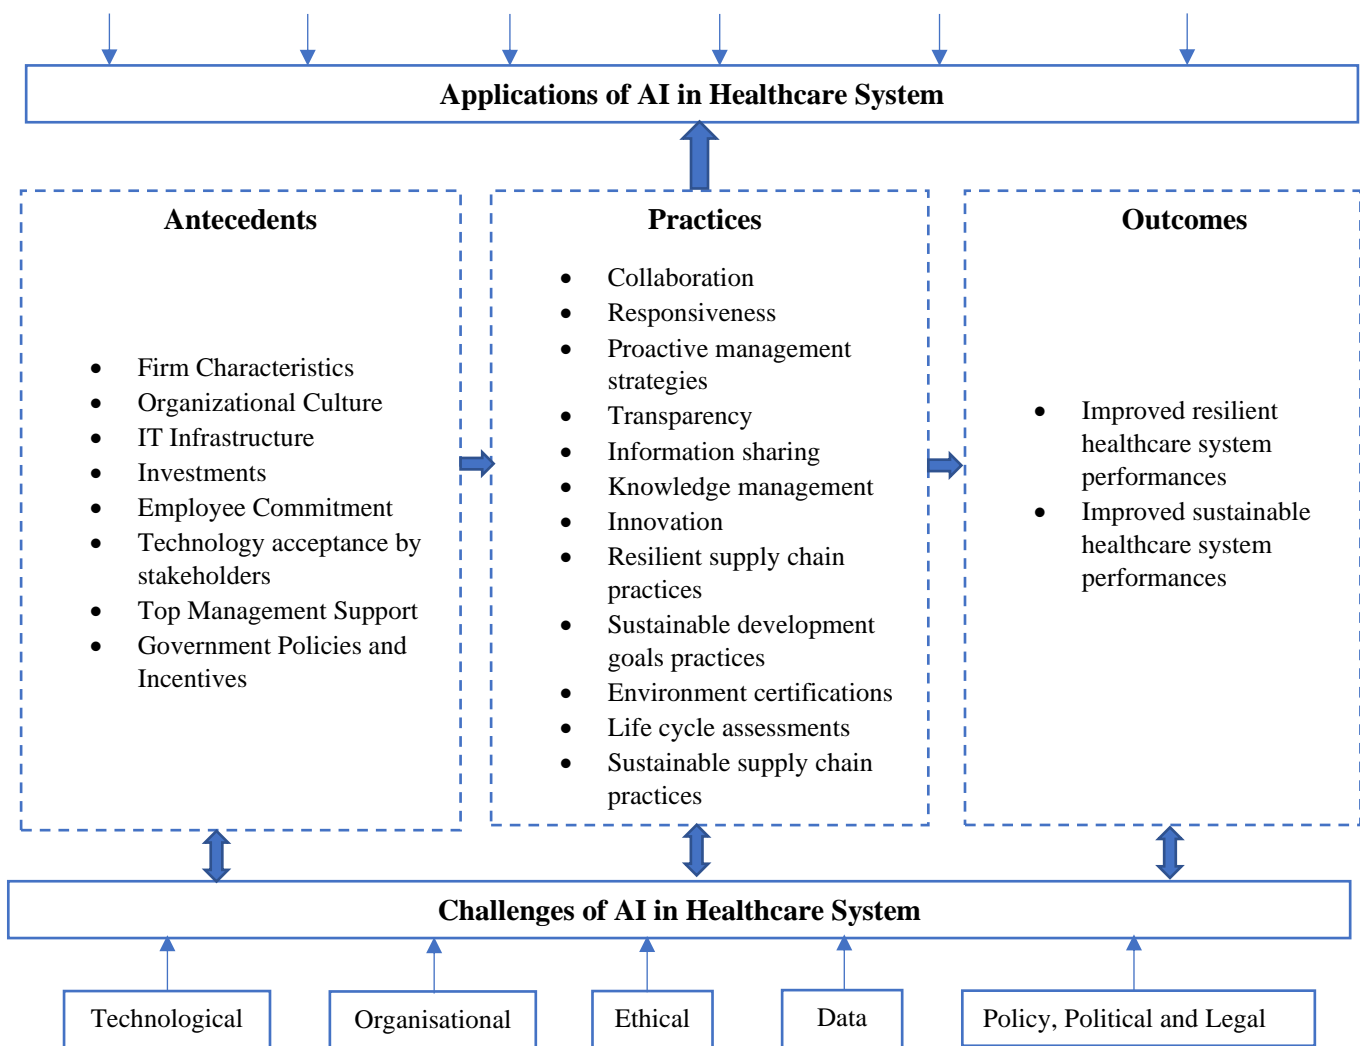 Applications of AI in Healthcare System
Antecedents
• Firm Characteristics
• Organizational Culture
• IT Infrastructure
• Investments
• Employee Commitment
• Technology acceptance by
stakeholders
• Top Management Support
• Government Policies and
Incentives
Practices
• Collaboration
• Responsiveness
• Proactive management
strategies
• Transparency
• Information sharing
• Knowledge management
• Innovation
• Resilient supply chain
practices
• Sustainable development
goals practices
• Environment certifications
• Life cycle assessments
• Sustainable supply chain
practices
Outcomes
• Improved resilient
healthcare system
performances
• Improved sustainable
healthcare system
performances
Challenges of AI in Healthcare System
Technological
Organisational
Ethical
Data
Policy, Political and Legal